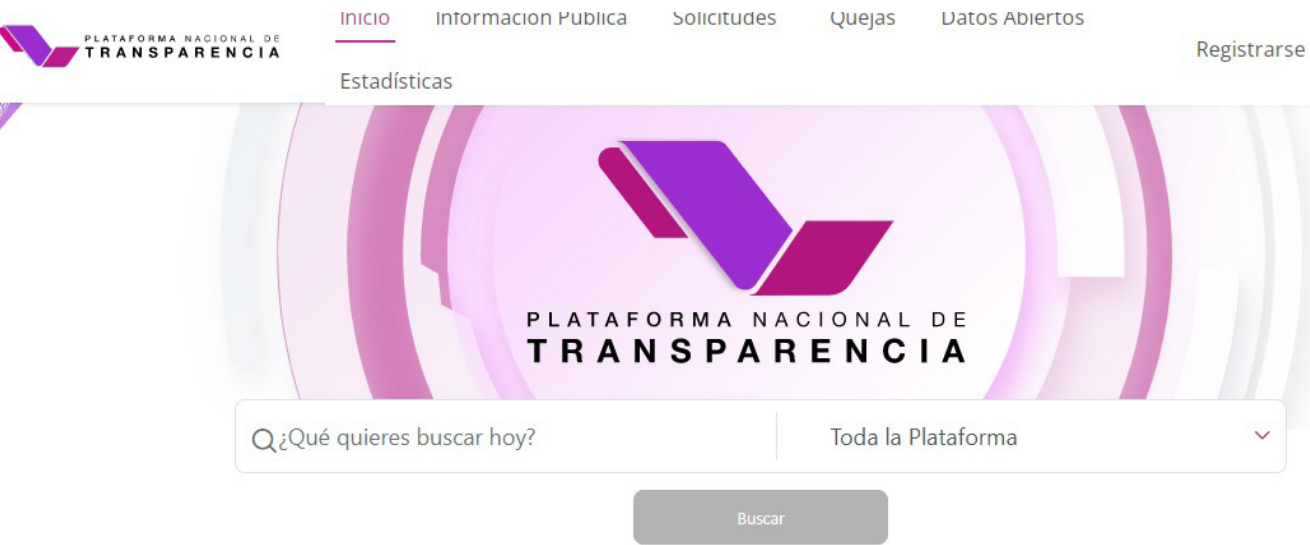 Inicio Información Pública Solicitudes Quejas Datos Abiertos
PLATAFORMA NACIONAL DE
TRANSPARENCIA
Registrarse
Estadísticas
PLATAFORMA NACIONAL DE
TRANSPARENCIA
¿Qué quieres buscar hoy? Toda la Plataforma
Buscar